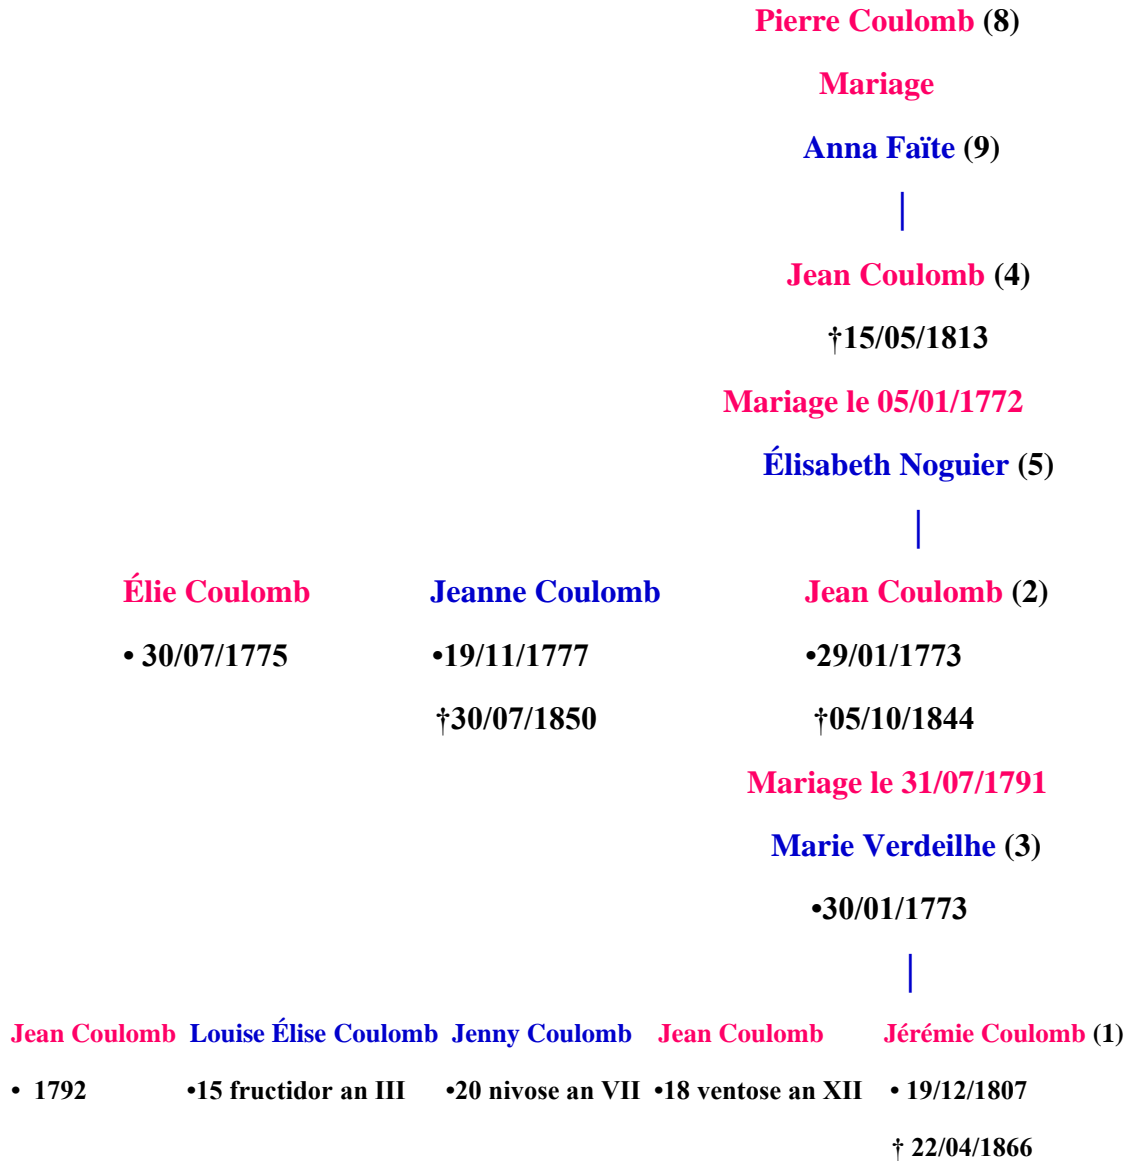 Pierre Coulomb (8)
Mariage
Anna Faïte (9)
Jean Coulomb (4)
†15/05/1813
Mariage le 05/01/1772
Élisabeth Noguier (5)
Élie Coulomb Jeanne Coulomb Jean Coulomb (2)
• 30/07/1775 •19/11/1777 •29/01/1773
†30/07/1850 †05/10/1844
Mariage le 31/07/1791
Marie Verdeilhe (3)
•30/01/1773
Jean Coulomb Louise Élise Coulomb Jenny Coulomb Jean Coulomb Jérémie Coulomb (1)
• 1792 •15 fructidor an III •20 nivose an VII •18 ventose an XII • 19/12/1807
† 22/04/1866